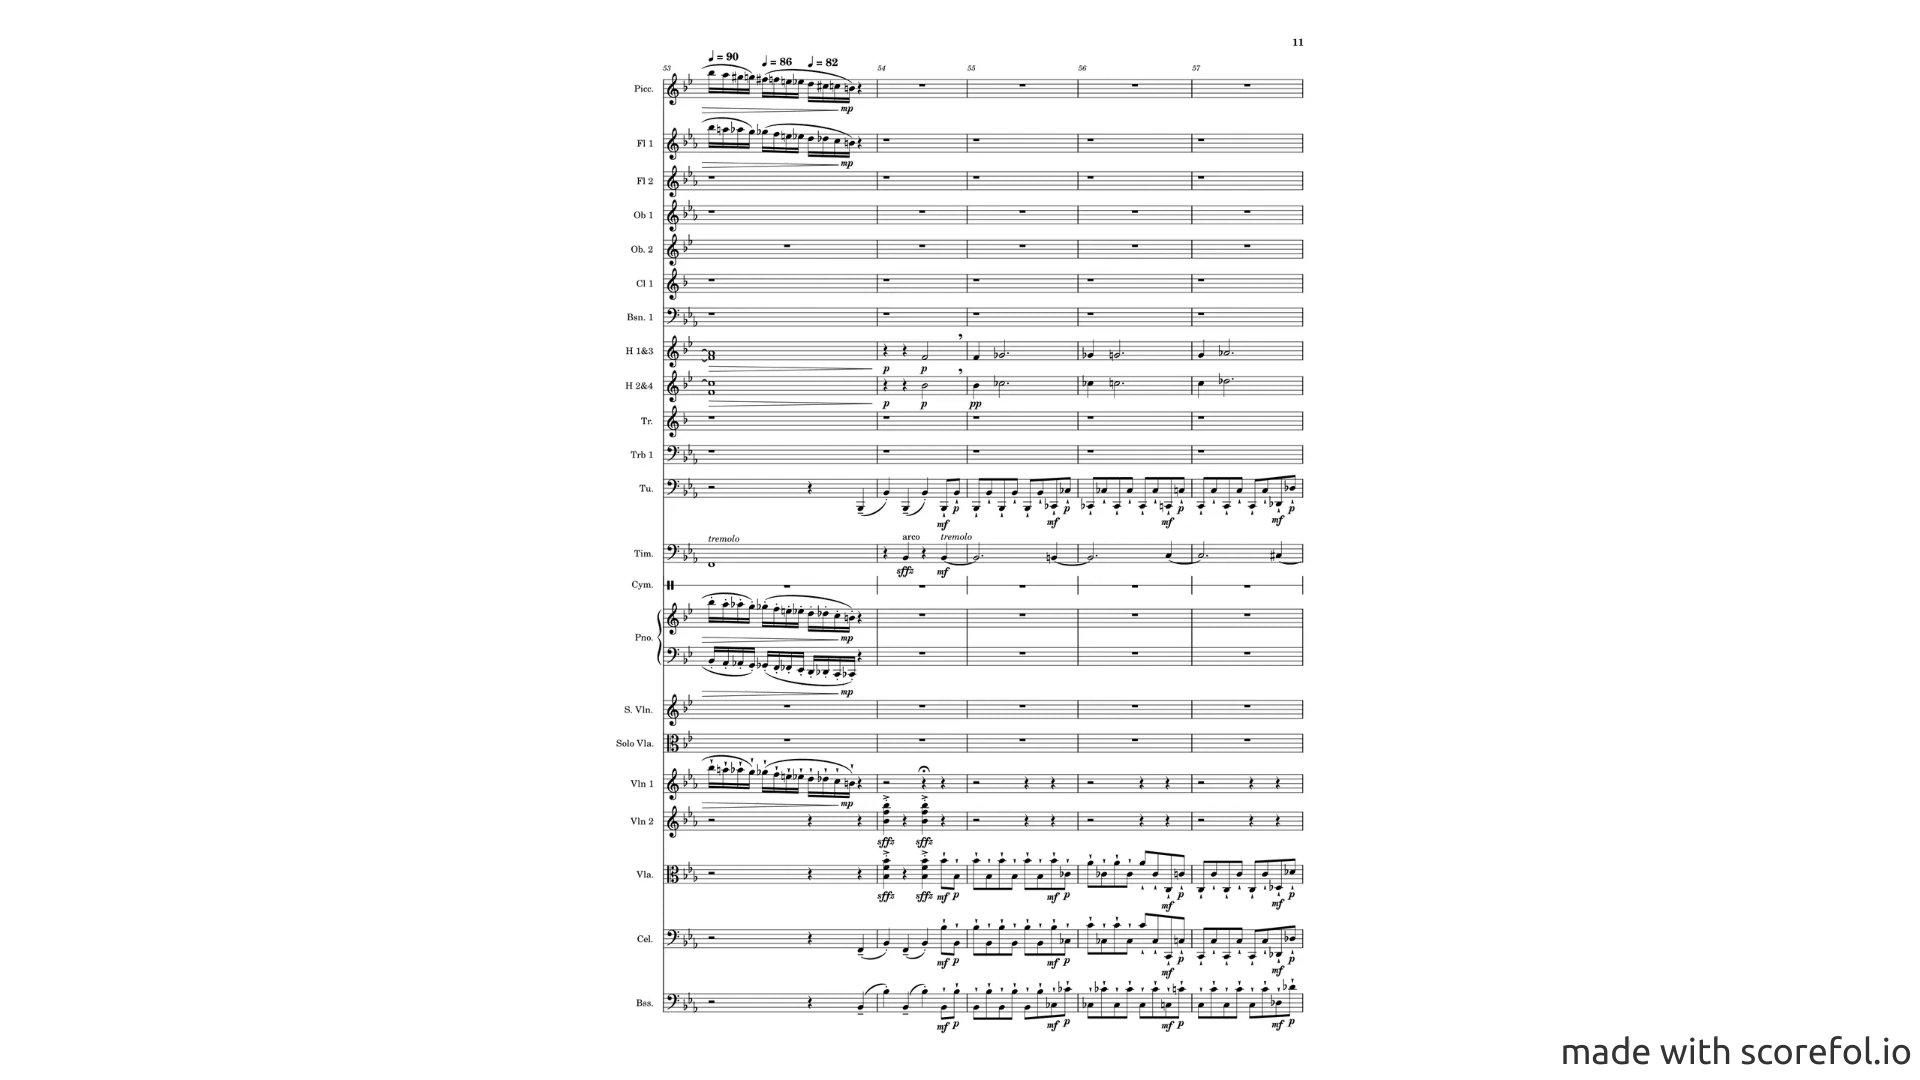 11
♩ = 90
♩ = 86
♩ = 82
53
54
55
56
57
Picc.
mp
Fl 1
mp
Fl 2
Ob 1
Ob. 2
Cl 1
Bsn. 1
H 1&3
p p
H 2&4
p p pp
Tr.
Trb 1
Tu.
mf p mf p mf p mf p
Tim.
tremolo arco tremolo
sffz mf
Cym.
Pno.
mp
mp
S. Vln.
Solo Vla.
Vln 1
mp
Vln 2
sffz sffz
Vla.
sffz sffz mf p mf p mf p mf p
Cel.
mf p mf p mf p mf p
Bss.
mf p mf p mf p mf p
made with scorefol.io